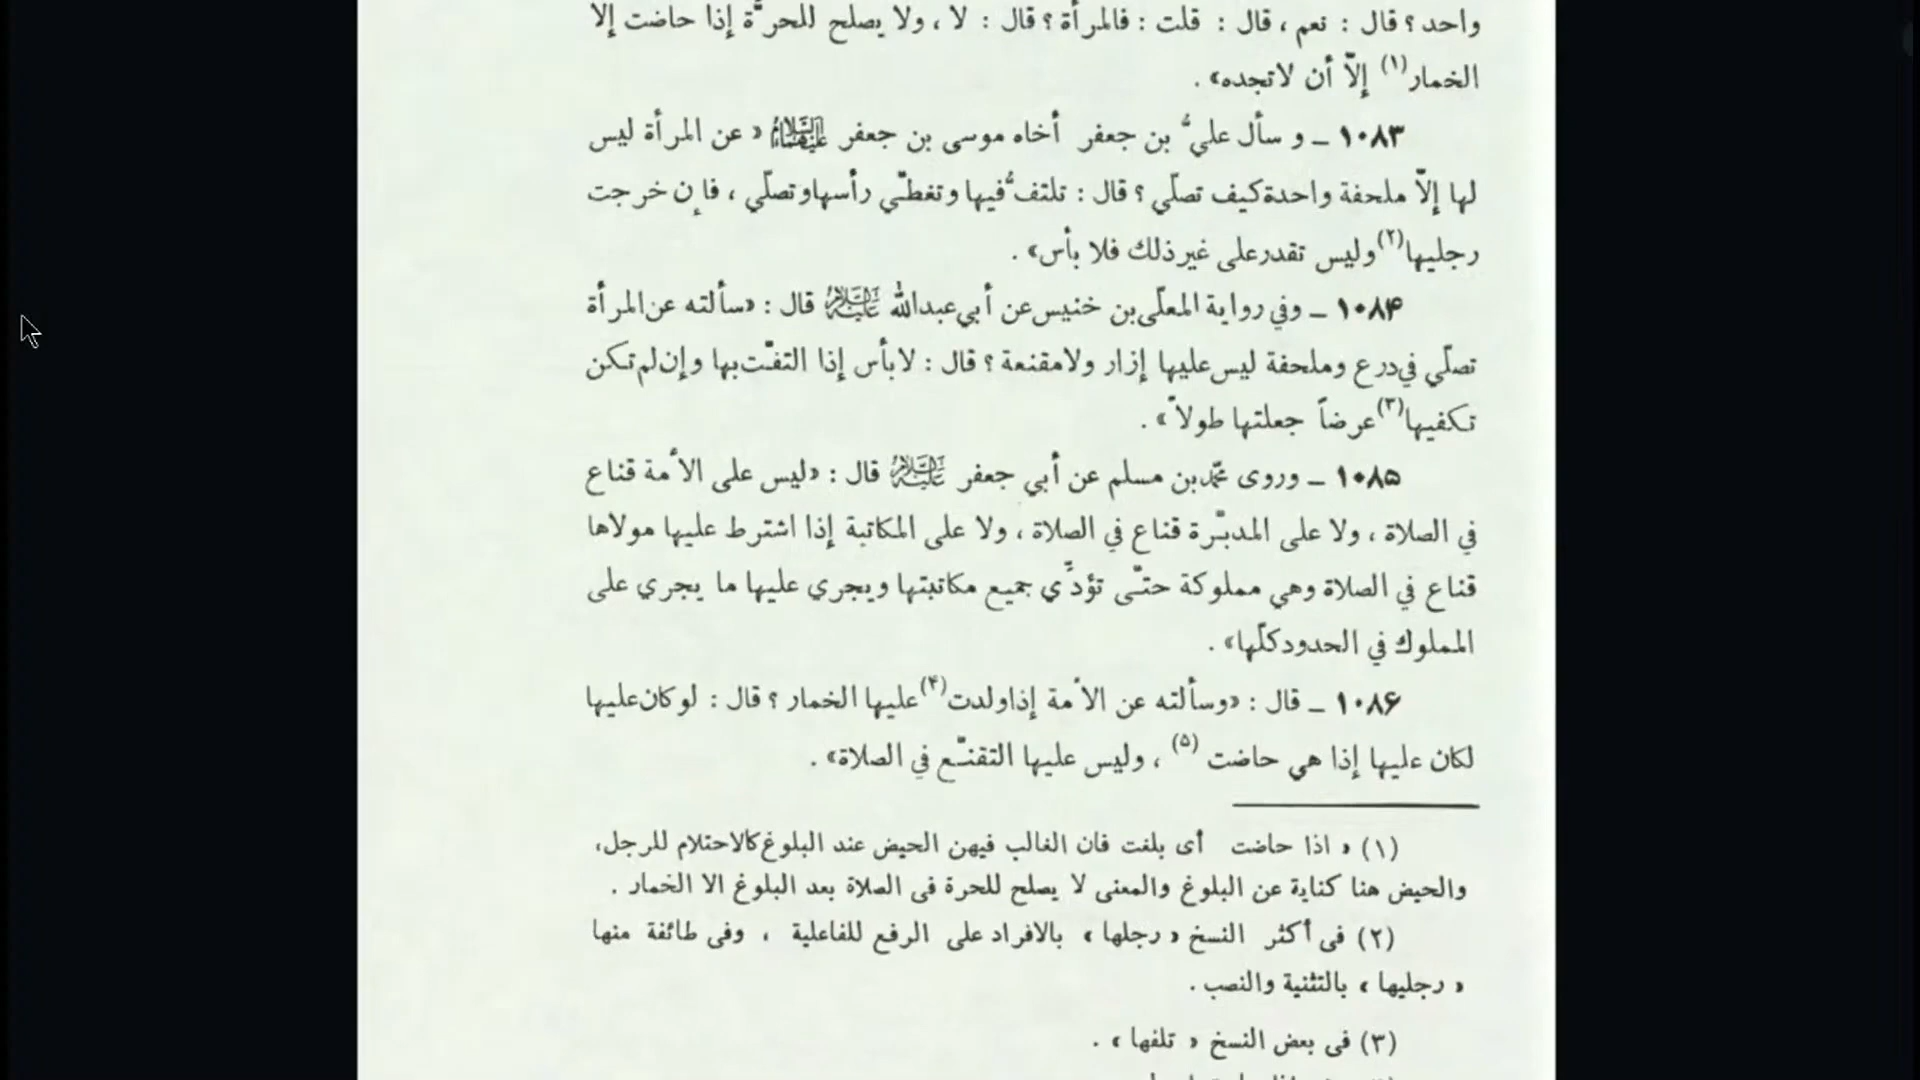 واحد ؟ قال : نعم ، قال : قلت : فالمرأة ؟ قال : لا ، ولا يصلح للحرَّة إذا حاضت إلا
الخمار(١) إلاّ أن لاتجده» .
١٠٨٣ ـ و سأل عليُّ بن جعفر أخاه موسى بن جعفر عليهما السلام « عن المرأة ليس
لها إلاّ ملحفة واحدة كيف تصلّي ؟ قال : تلتفُّ فيها وتغطّي رأسها وتصلّي ، فإن خرجت
رجليها(٢) وليس تقدر على غير ذلك فلا بأس» .
١٠٨۴ ـ وفي رواية المعلّى بن خنيس عن أبي عبدالله عليه السلام قال : «سألته عن المرأة
تصلّي في درع وملحفة ليس عليها إزار ولا مقنعة ؟ قال : لا بأس إذا التفّت بها وإن لم تكن
تكفيها(٣) عرضاً جعلتها طولاً» .
١٠٨۵ ـ وروى محمّد بن مسلم عن أبي جعفر عليه السلام قال : «ليس على الأمة قناع
في الصلاة ، ولا على المدبّرة قناع في الصلاة ، ولا على المكاتبة إذا اشترط عليها مولاها
قناع في الصلاة وهي مملوكة حتّى تؤدِّي جميع مكاتبتها ويجري عليها ما يجري على
المملوك في الحدود كلّها» .
١٠٨۶ ـ قال : «وسألته عن الأمة إذا ولدت(۴) عليها الخمار ؟ قال : لو كان عليها
لكان عليها إذا هي حاضت (۵) ، وليس عليها التقنّع في الصلاة» .
(١) « اذا حاضت أى بلغت فان الغالب فيهن الحيض عند البلوغ كالاحتلام للرجل،
والحيض هنا كناية عن البلوغ والمعنى لا يصلح للحرة فى الصلاة بعد البلوغ الا الخمار .
(٢) فى أكثر النسخ « رجلها » بالافراد على الرفع للفاعلية ، وفى طائفة منها
« رجليها » بالتثنية والنصب .
(٣) فى بعض النسخ « تلفها » .